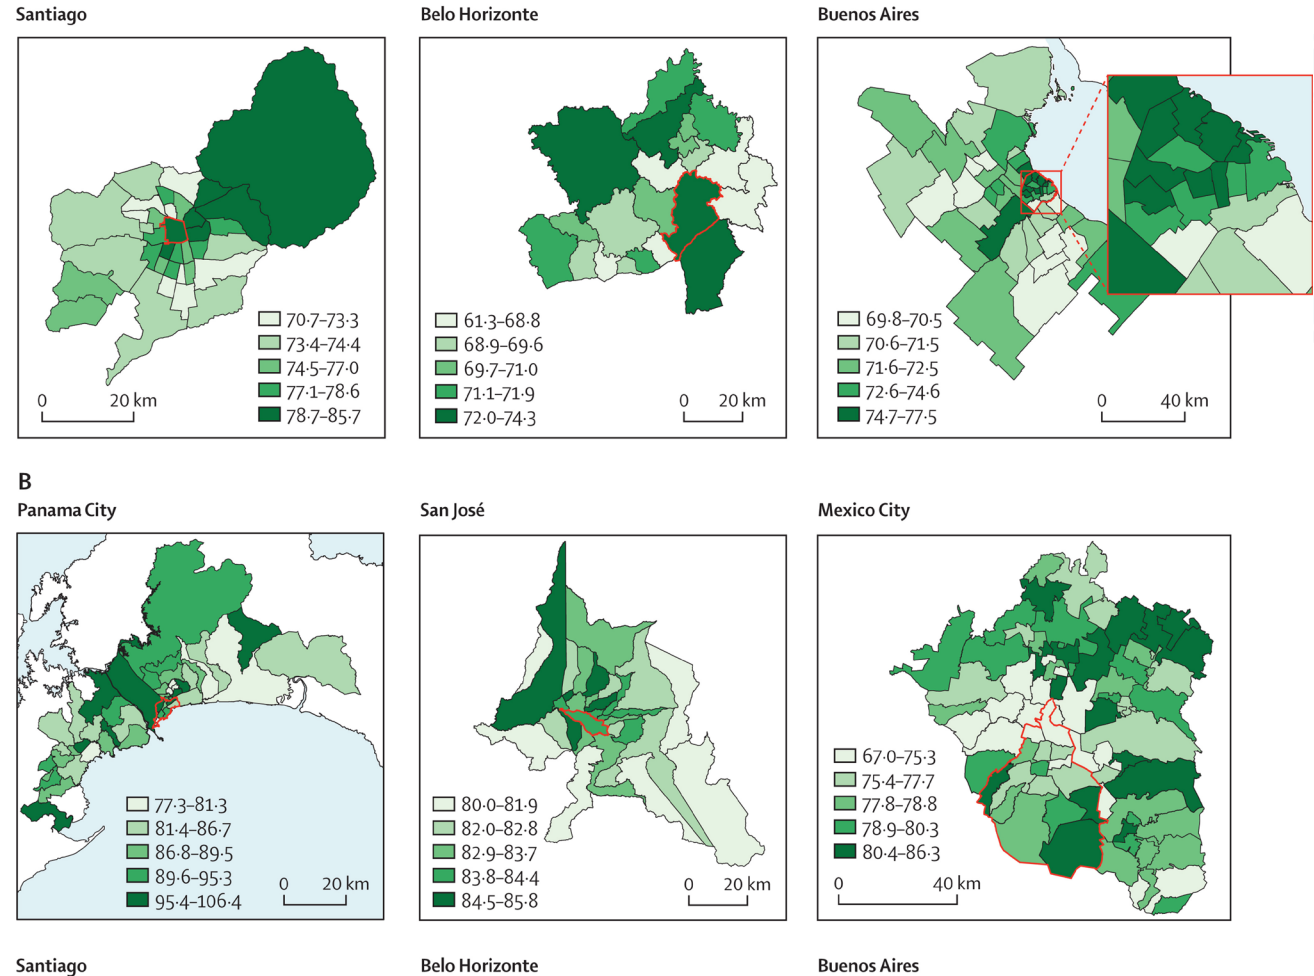 Santiago
Belo Horizonte
Buenos Aires
70·7–73·3
73·4–74·4
74·5–77·0
77·1–78·6
78·7–85·7
0 20 km
61·3–68·8
68·9–69·6
69·7–71·0
71·1–71·9
72·0–74·3
0 20 km
69·8–70·5
70·6–71·5
71·6–72·5
72·6–74·6
74·7–77·5
0 40 km
B
Panama City
San José
Mexico City
77·3–81·3
81·4–86·7
86·8–89·5
89·6–95·3
95·4–106·4
0 20 km
80·0–81·9
82·0–82·8
82·9–83·7
83·8–84·4
84·5–85·8
0 20 km
67·0–75·3
75·4–77·7
77·8–78·8
78·9–80·3
80·4–86·3
0 40 km
Santiago
Belo Horizonte
Buenos Aires